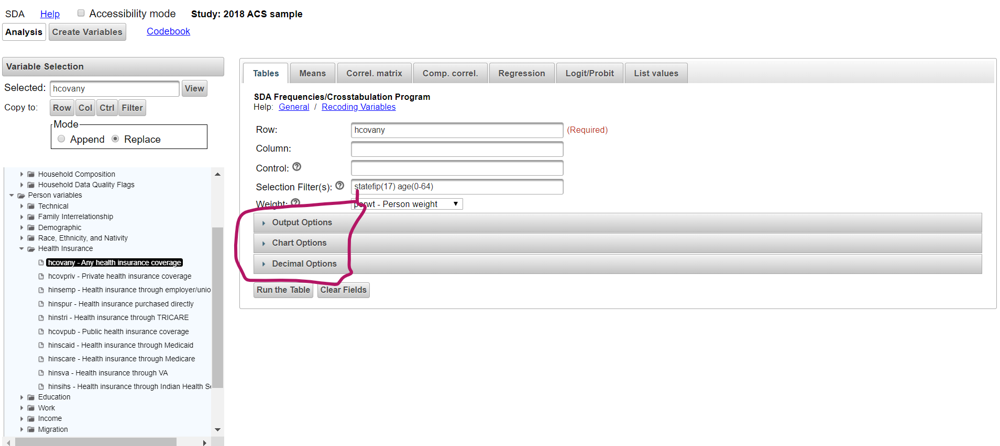 SDA Help Accessibility mode Study: 2018 ACS sample
Analysis Create Variables Codebook
Variable Selection
Selected: hcovany View
Copy to: Row Col Ctrl Filter
Mode
Append Replace
Household Composition
Household Data Quality Flags
Person variables
Technical
Family Interrelationship
Demographic
Race, Ethnicity, and Nativity
Health Insurance
hcovany - Any health insurance coverage
hcovpriv - Private health insurance coverage
hinsemp - Health insurance through employer/unio
hinspur - Health insurance purchased directly
hinstri - Health insurance through TRICARE
hcovpub - Public health insurance coverage
hinscaid - Health insurance through Medicaid
hinscare - Health insurance through Medicare
hinsva - Health insurance through VA
hinsihs - Health insurance through Indian Health Se
Education
Work
Income
Migration
Tables Means Correl. matrix Comp. correl. Regression Logit/Probit List values
SDA Frequencies/Crosstabulation Program
Help: General / Recoding Variables
Row: hcovany (Required)
Column:
Control: ?
Selection Filter(s): ? statefip(17) age(0-64)
Weight: ? perwt - Person weight
Output Options
Chart Options
Decimal Options
Run the Table Clear Fields